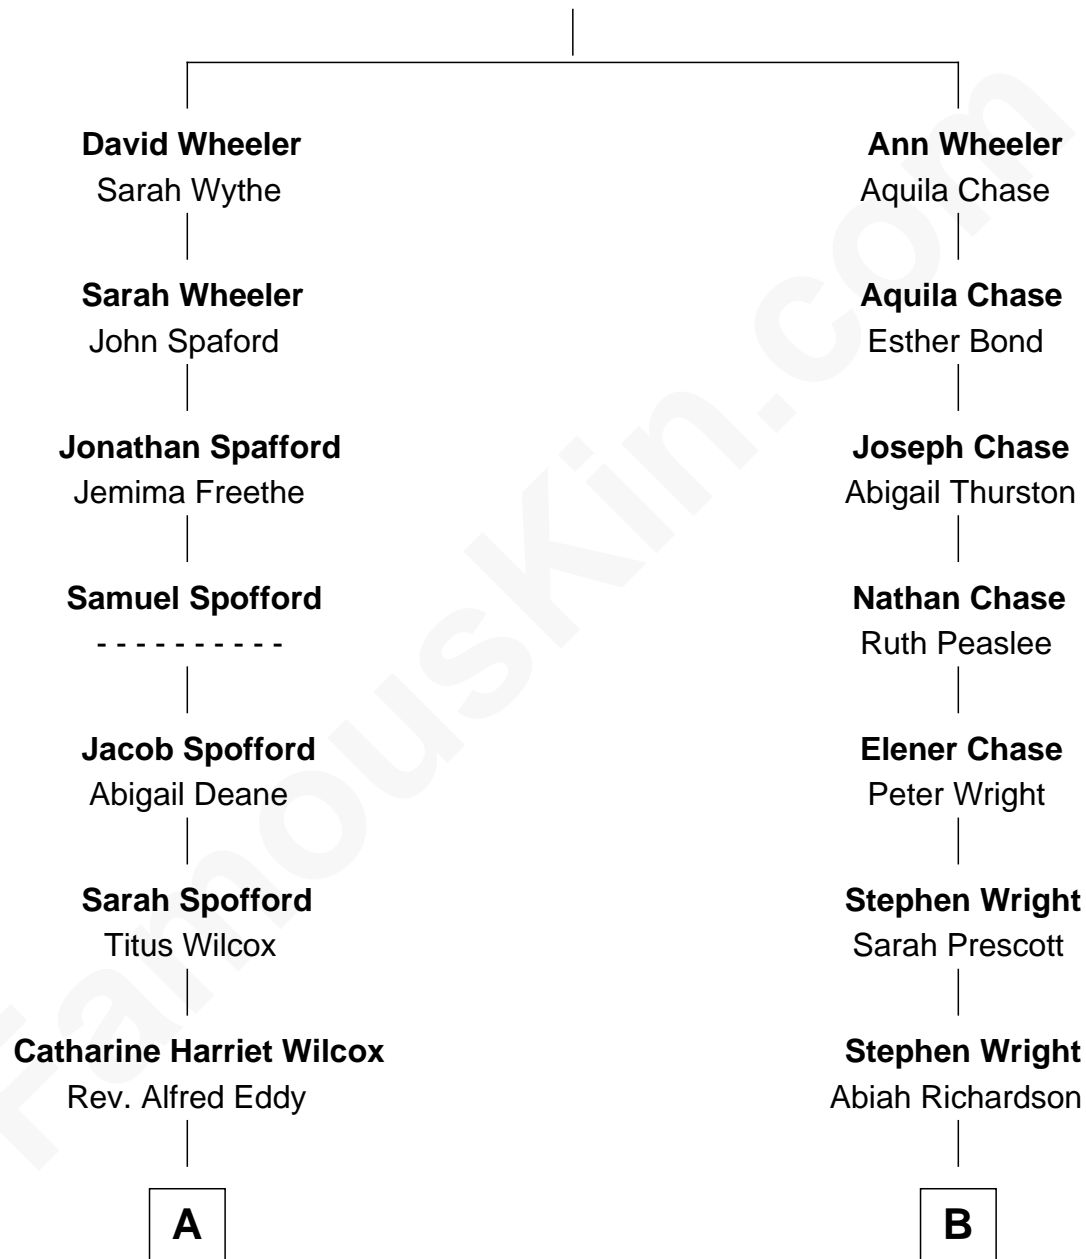 David Wheeler
Sarah Wythe
Sarah Wheeler
John Spaford
Jonathan Spafford
Jemima Freethe
Samuel Spofford
- - - - - - - - - -
Jacob Spofford
Abigail Deane
Sarah Spofford
Titus Wilcox
Catharine Harriet Wilcox
Rev. Alfred Eddy
A
Ann Wheeler
Aquila Chase
Aquila Chase
Esther Bond
Joseph Chase
Abigail Thurston
Nathan Chase
Ruth Peaslee
Elener Chase
Peter Wright
Stephen Wright
Sarah Prescott
Stephen Wright
Abiah Richardson
B
FamousKin.com